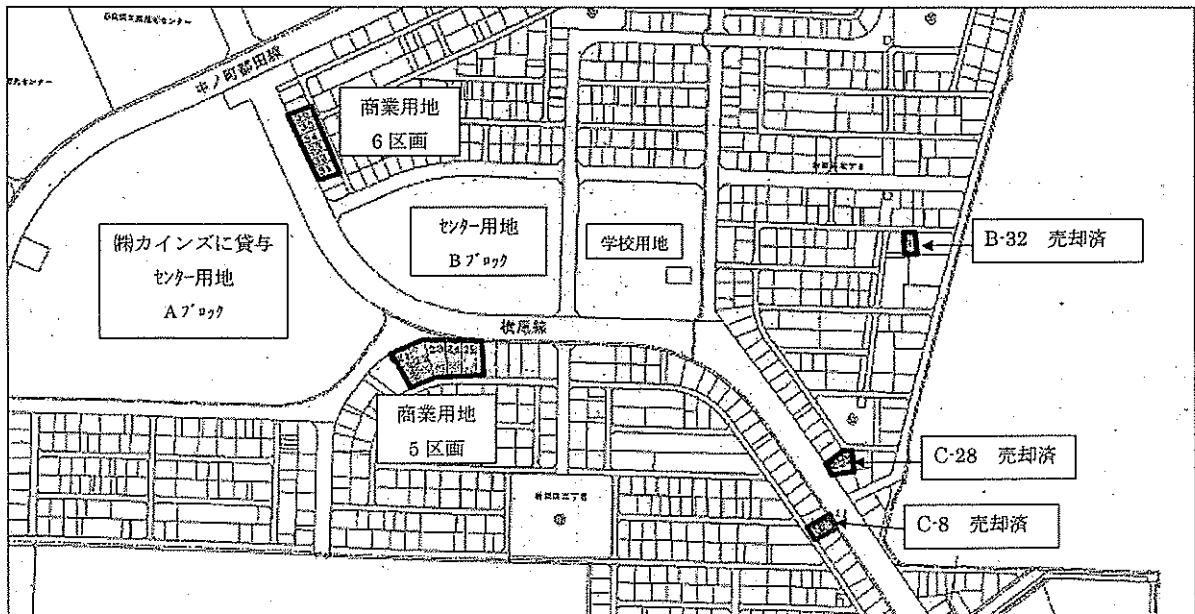 中ノ町都田線
商業用地
6区画
㈱カインズに貸与
センター用地
Aブロック
センター用地
Bブロック
学校用地
B-32 売却済
横原線
商業用地
5区画
C-28 売却済
C-8 売却済